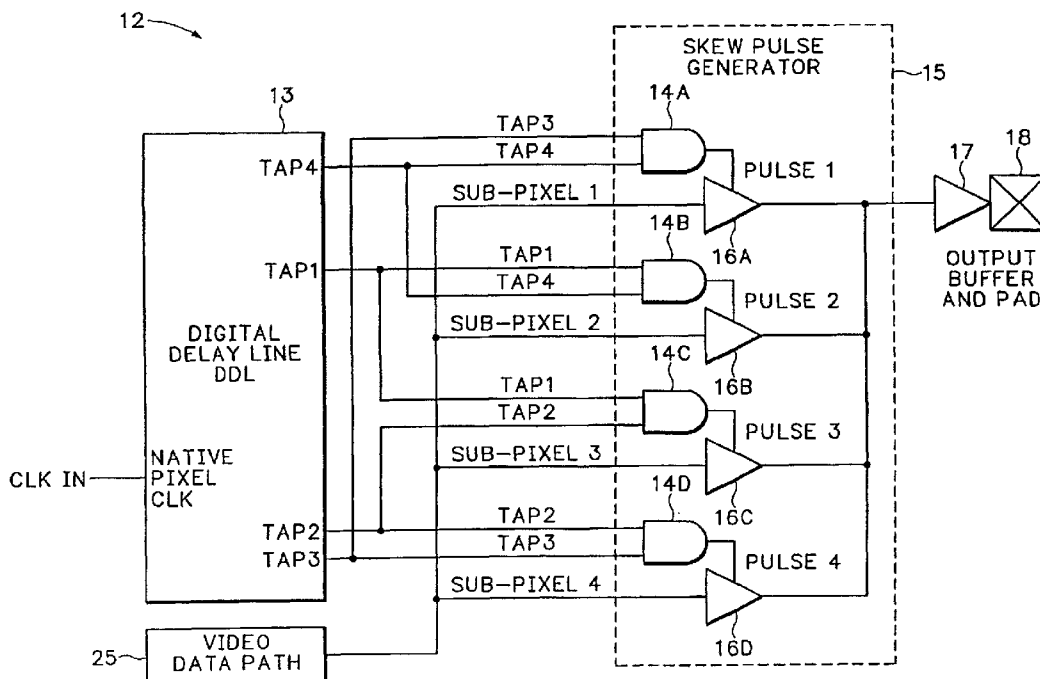 12
SKEW PULSE
GENERATOR
15
13
14A
TAP3
TAP4
TAP4
PULSE 1
17
18
SUB-PIXEL 1
14B
16A
TAP1
TAP1
TAP4
PULSE 2
OUTPUT
BUFFER
AND PAD
SUB-PIXEL 2
14C
16B
DIGITAL
DELAY LINE
DDL
TAP1
TAP2
PULSE 3
CLK IN
NATIVE
PIXEL
CLK
SUB-PIXEL 3
14D
16C
TAP2
TAP2
TAP3
TAP3
PULSE 4
SUB-PIXEL 4
16D
25
VIDEO
DATA PATH